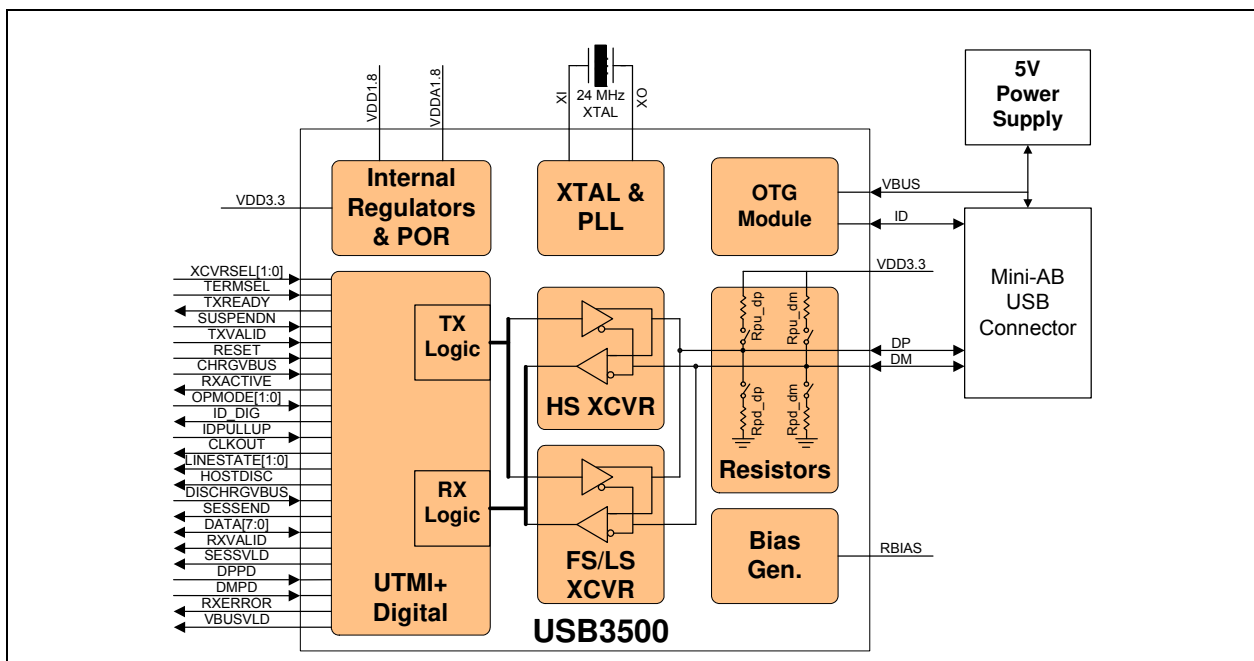 VDD1.8
VDDA1.8
XI
24 MHz
XTAL
XO
5V
Power
Supply
Internal
Regulators
& POR
VDD3.3
XTAL &
PLL
OTG
Module
VBUS
ID
Mini-AB
USB
Connector
XCVRSEL[1:0]
TERMSEL
TXREADY
SUSPENDN
TXVALID
RESET
CHRGVBUS
RXACTIVE
OPMODE[1:0]
ID_DIG
IDPULLUP
CLKOUT
LINESTATE[1:0]
HOSTDISC
DISCHRGVBUS
SESSEND
DATA[7:0]
RXVALID
SESSVLD
DPPD
DMPD
RXERROR
VBUSVLD
TX
Logic
RX
Logic
UTMI+
Digital
HS XCVR
FS/LS
XCVR
VDD3.3
Rpu_dp
Rpu_dm
DP
DM
Rpd_dp
Rpd_dm
Resistors
Bias
Gen.
RBIAS
USB3500